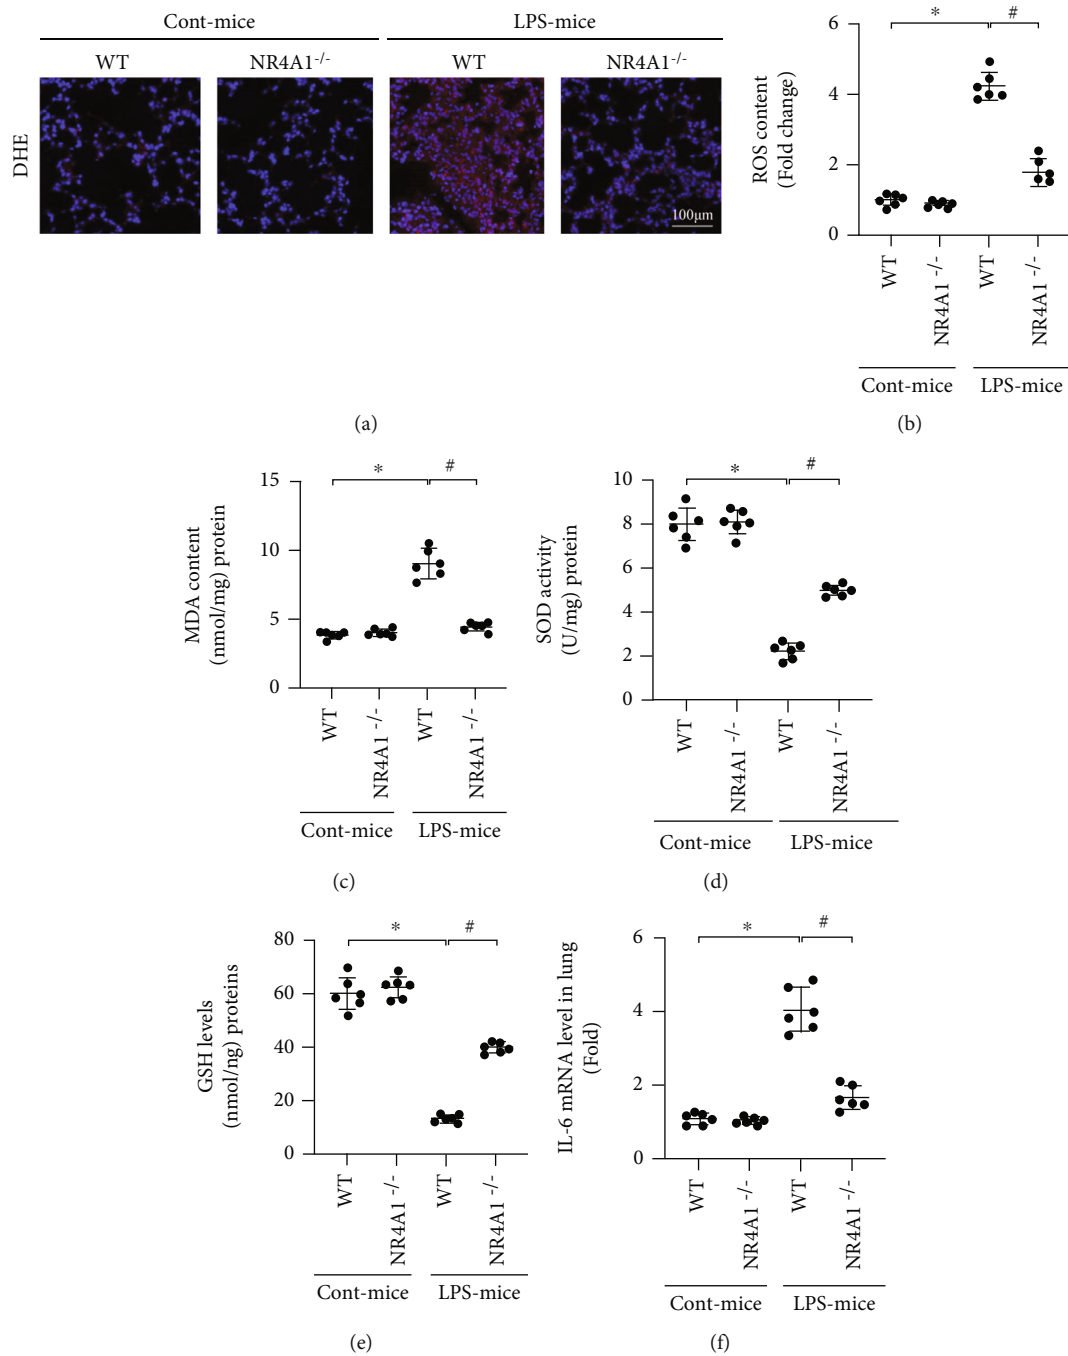 Cont-mice LPS-mice
WT NR4A1-/- WT NR4A1-/-
DHE
100μm
(a)
ROS content
(Fold change)
6
4
2
0
* #
WT NR4A1 -/- WT NR4A1 -/-
Cont-mice LPS-mice
(b)
MDA content
(nmol/mg) protein
15
10
5
0
* #
WT NR4A1 -/- WT NR4A1 -/-
Cont-mice LPS-mice
(c)
SOD activity
(U/mg) protein
10
8
6
4
2
0
* #
WT NR4A1 -/- WT NR4A1 -/-
Cont-mice LPS-mice
(d)
GSH levels
(nmol/ng) proteins
80
60
40
20
0
* #
WT NR4A1 -/- WT NR4A1 -/-
Cont-mice LPS-mice
(e)
IL-6 mRNA level in lung
(Fold)
6
4
2
0
* #
WT NR4A1 -/- WT NR4A1 -/-
Cont-mice LPS-mice
(f)